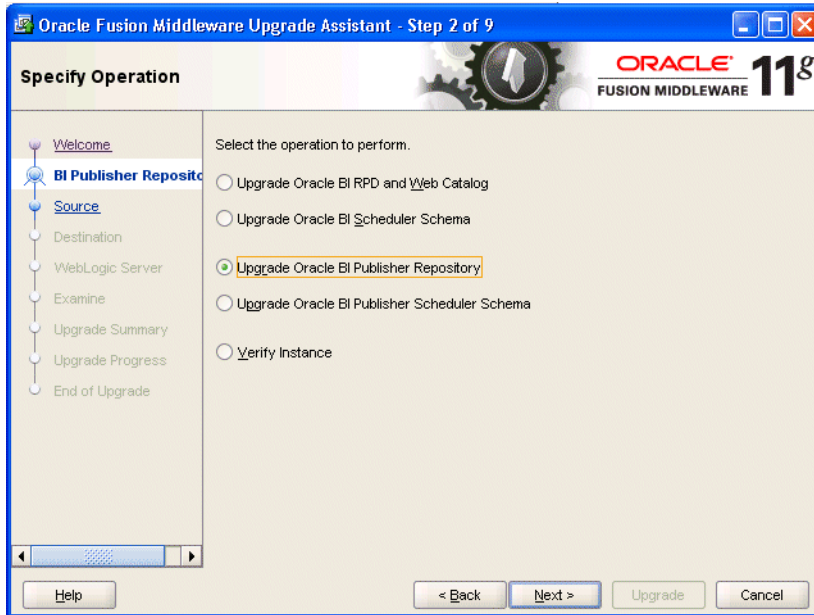 Oracle Fusion Middleware Upgrade Assistant - Step 2 of 9
Specify Operation
ORACLE
FUSION MIDDLEWARE 11g
Welcome
BI Publisher Reposito
Source
Destination
WebLogic Server
Examine
Upgrade Summary
Upgrade Progress
End of Upgrade
Select the operation to perform.
Upgrade Oracle BI RPD and Web Catalog
Upgrade Oracle BI Scheduler Schema
Upgrade Oracle BI Publisher Repository
Upgrade Oracle BI Publisher Scheduler Schema
Verify Instance
Help
< Back
Next >
Upgrade
Cancel